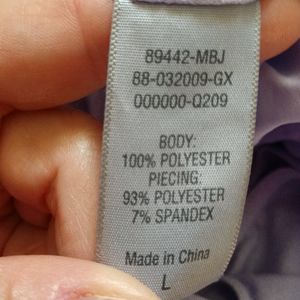 89442-MBJ
88-032009-GX
000000-Q209
BODY:
100% POLYESTER
PIECING:
93% POLYESTER
7% SPANDEX
Made in China
L